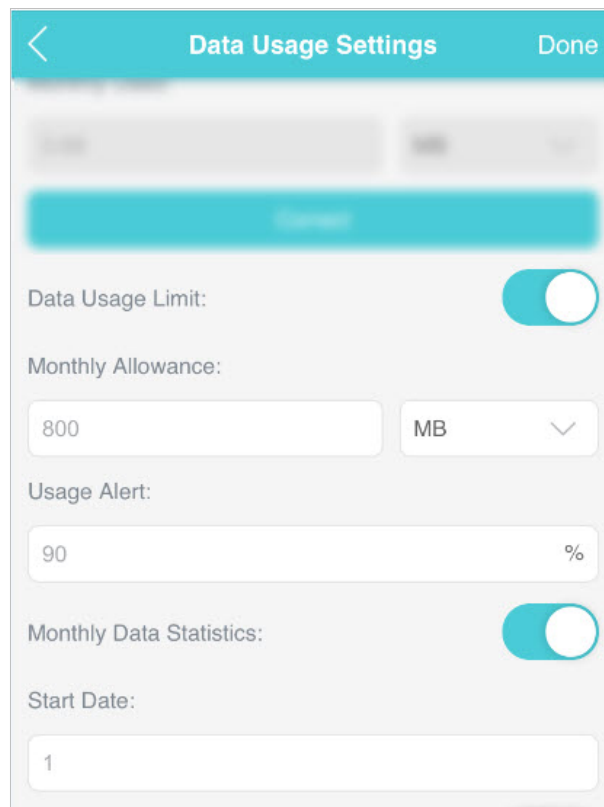 Data Usage Settings Done
Data Usage Limit:
Monthly Allowance:
800 MB
Usage Alert:
90 %
Monthly Data Statistics:
Start Date:
1